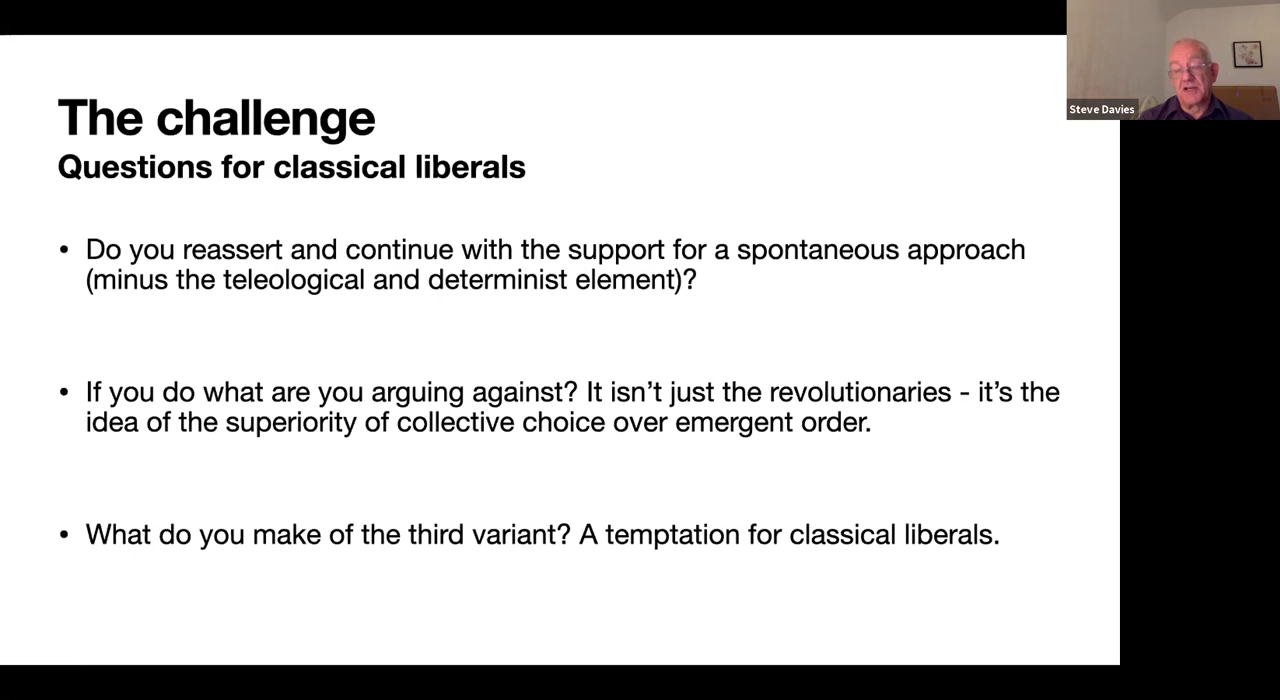 The challenge
Questions for classical liberals
• Do you reassert and continue with the support for a spontaneous approach
(minus the teleological and determinist element)?
• If you do what are you arguing against? It isn’t just the revolutionaries - it’s the
idea of the superiority of collective choice over emergent order.
• What do you make of the third variant? A temptation for classical liberals.
Steve Davies